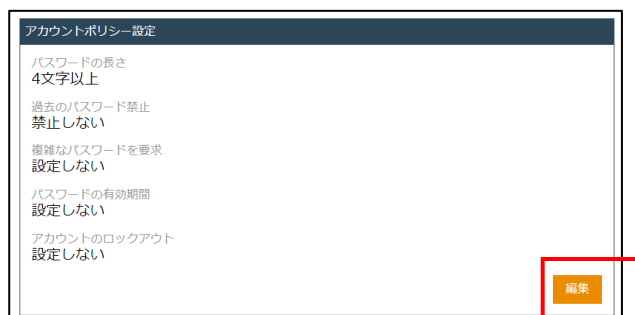 アカウントポリシー設定
パスワードの長さ
4文字以上
過去のパスワード禁止
禁止しない
複雑なパスワードを要求
設定しない
パスワードの有効期間
設定しない
アカウントのロックアウト
設定しない
編集